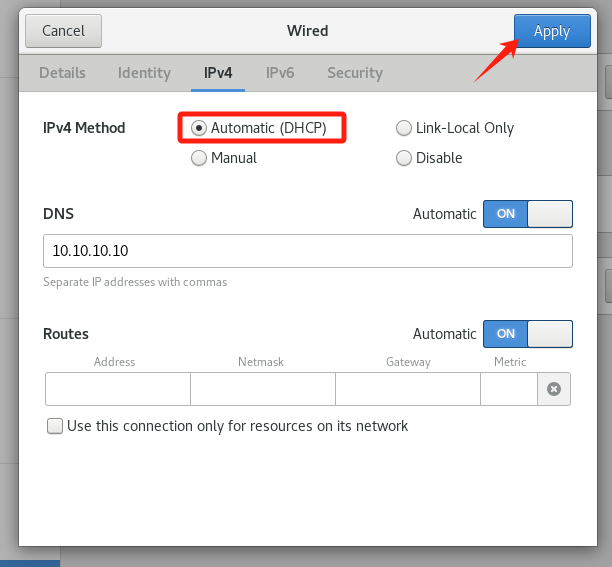 Cancel Wired Apply
Details Identity IPv4 IPv6 Security
IPv4 Method Automatic (DHCP) Link-Local Only
Manual Disable
DNS Automatic ON
10.10.10.10
Separate IP addresses with commas
Routes Automatic ON
Address Netmask Gateway Metric
Use this connection only for resources on its network